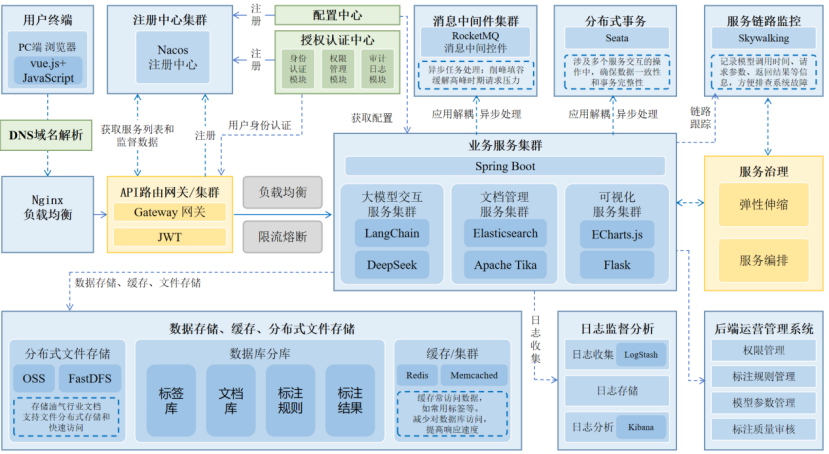 用户终端
PC端 浏览器
vue.js+
JavaScript
DNS域名解析
Nginx
负载均衡
注册中心集群
Nacos
注册中心
注册
注册
配置中心
授权认证中心
身份
认证
模块
权限
管理
模块
审计
日志
模块
获取服务列表和
监督数据
注册
用户身份认证
获取配置
消息中间件集群
RocketMQ
消息中间控件
异步任务处理：削峰填谷
缓解高峰时期请求压力
应用解耦 异步处理
分布式事务
Seata
涉及多个服务交互的操
作中，确保数据一致性
和事务完整性
应用解耦 异步处理
服务链路监控
Skywalking
记录模型调用时间、请
求参数、返回结果等信
息，方便排查系统故障
链路
跟踪
API路由网关/集群
Gateway 网关
JWT
负载均衡
限流熔断
业务服务集群
Spring Boot
大模型交互
服务集群
LangChain
DeepSeek
文档管理
服务集群
Elasticsearch
Apache Tika
可视化
服务集群
ECharts.js
Flask
服务治理
弹性伸缩
服务编排
数据存储、缓存、文件存储
数据存储、缓存、分布式文件存储
分布式文件存储
OSS
FastDFS
存储油气行业文档
支持文件分布式存储和
快速访问
数据库分库
标签
库
文档
库
标注
规则
标注
结果
缓存/集群
Redis
Memcached
缓存常访问数据，
如常用标签等。
减少对数据库访问，
提高响应速度
日志
收集
日志监督分析
日志收集
LogStash
日志存储
日志分析
Kibana
后端运营管理系统
权限管理
标注规则管理
模型参数管理
标注质量审核